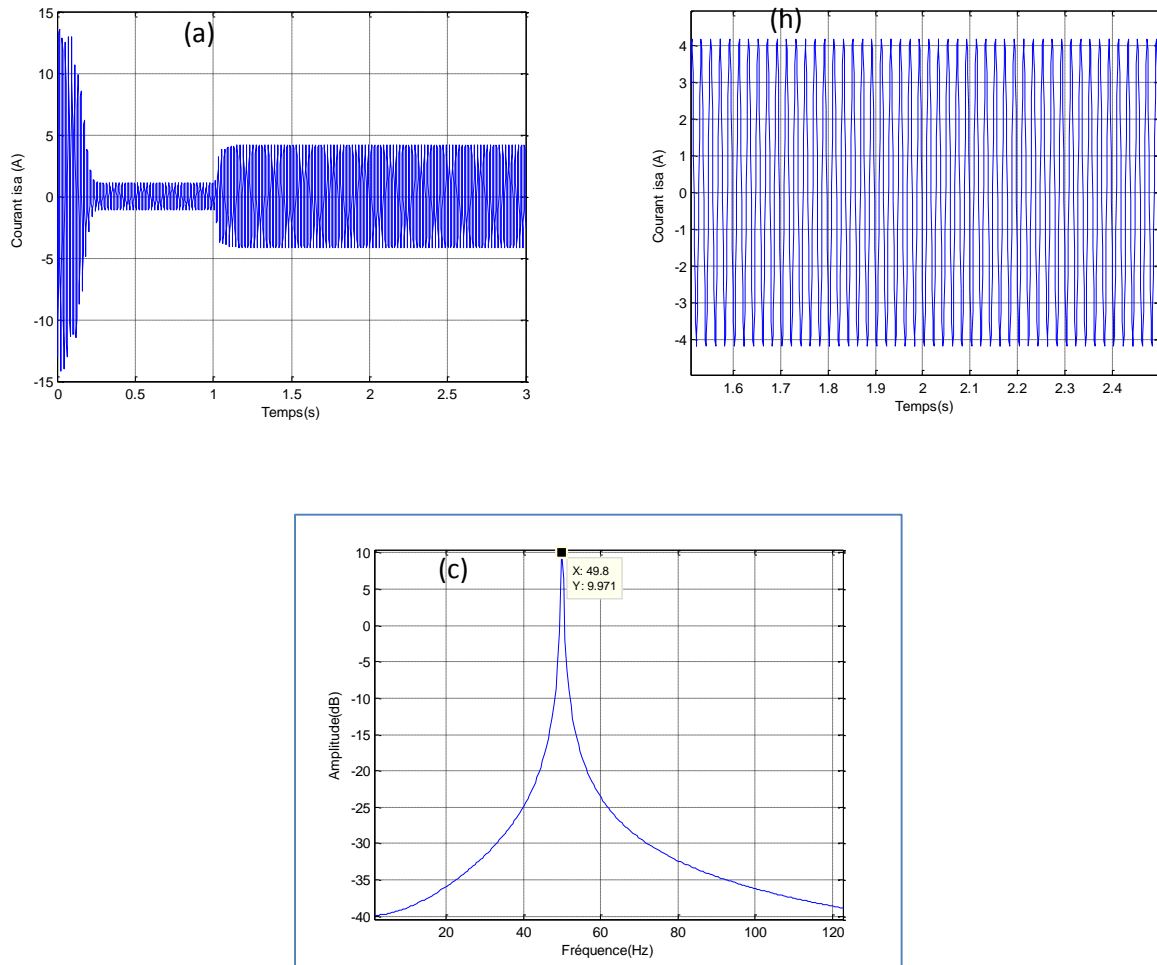 (a)
Courant isa (A)
15
10
5
0
-5
-10
-15
0 0.5 1 1.5 2 2.5 3
Temps(s)
(h)
Courant isa (A)
4
3
2
1
0
-1
-2
-3
-4
1.6 1.7 1.8 1.9 2 2.1 2.2 2.3 2.4
Temps(s)
(c)
X: 49.8
Y: 9.971
Amplitude(dB)
10
5
0
-5
-10
-15
-20
-25
-30
-35
-40
20 40 60 80 100 120
Fréquence(Hz)